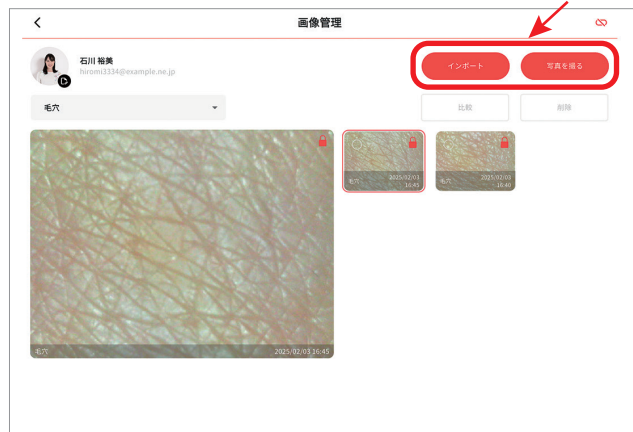 画像管理
石川 裕美
hiromi3334@example.ne.jp
インポート
写真を撮る
毛穴
比較
削除
毛穴
2025/02/03 16:45
毛穴
2025/02/03
16:45
毛穴
2025/02/03
16:40